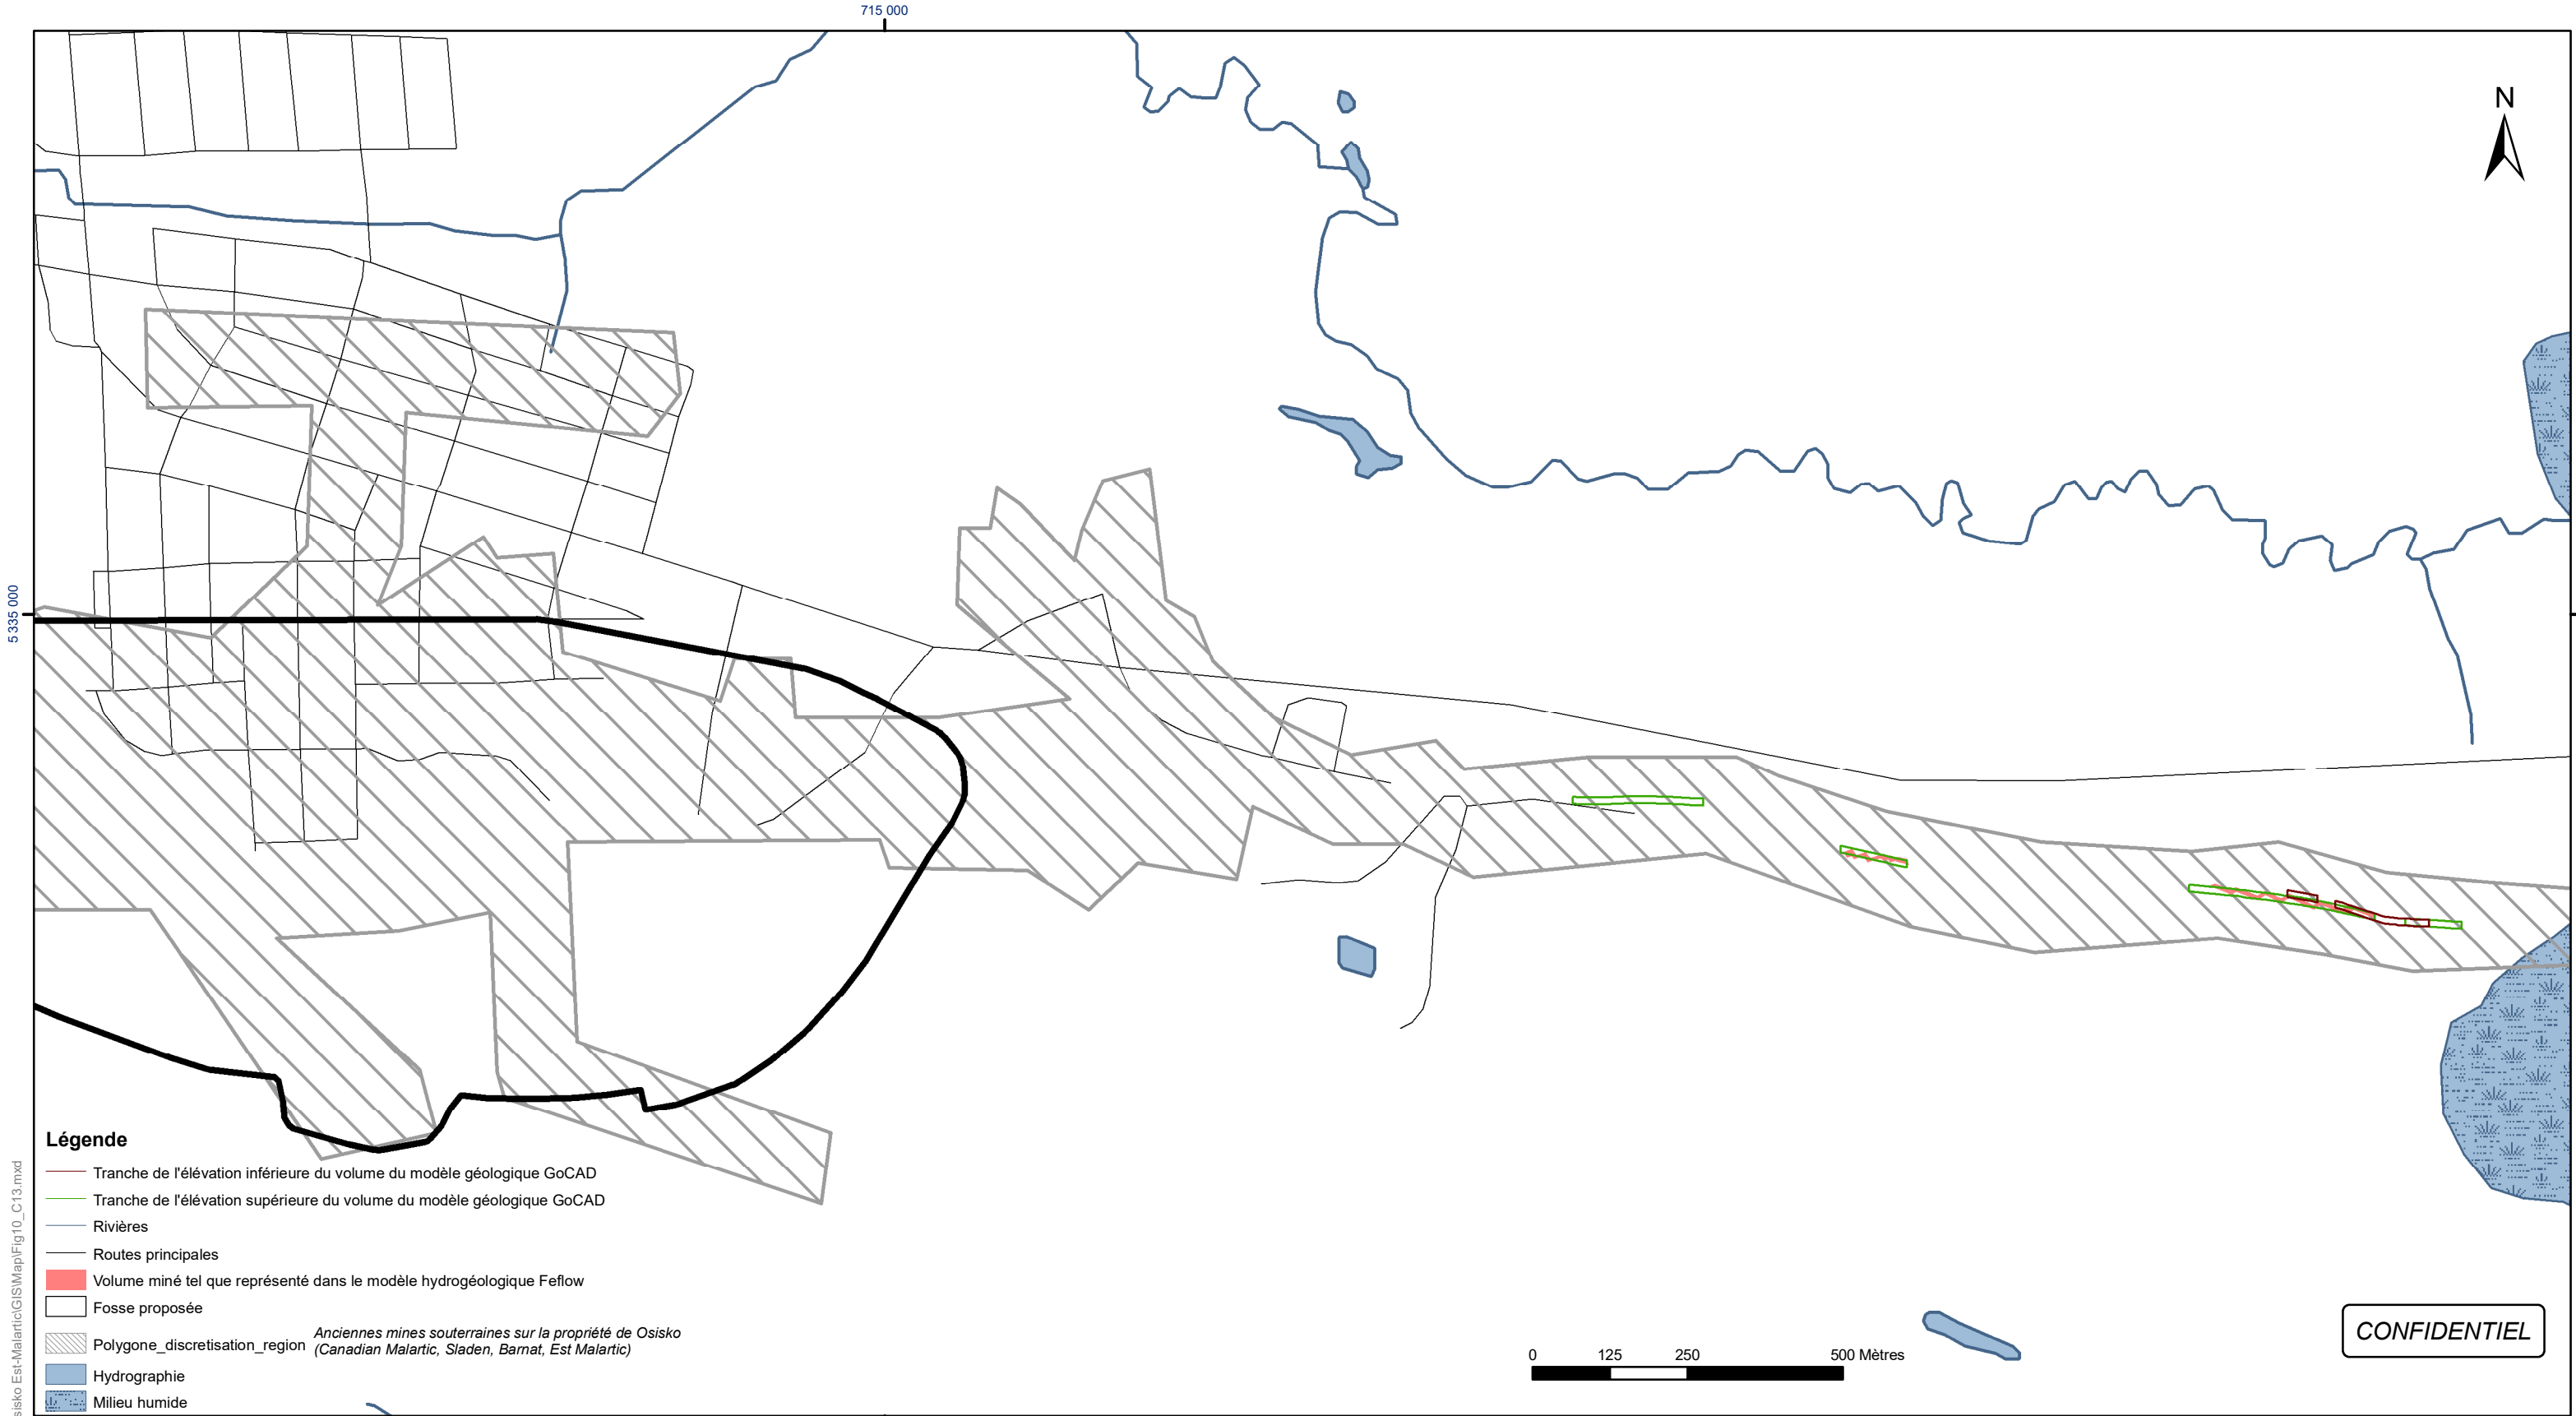 715 000
N
5 335 000
Légende
Tranche de l'élévation inférieure du volume du modèle géologique GoCAD
Tranche de l'élévation supérieure du volume du modèle géologique GoCAD
Rivières
Routes principales
Volume miné tel que représenté dans le modèle hydrogéologique Feflow
Fosse proposée
Polygone_discretisation_region
Anciennes mines souterraines sur la propriété de Osisko
(Canadian Malartic, Sladen, Barnat, Est Malartic)
Hydrographie
Milieu humide
0 125 250 500 Mètres
CONFIDENTIEL
sisko Est-Malartic\GIS\Map\Fig10_C13.mxd